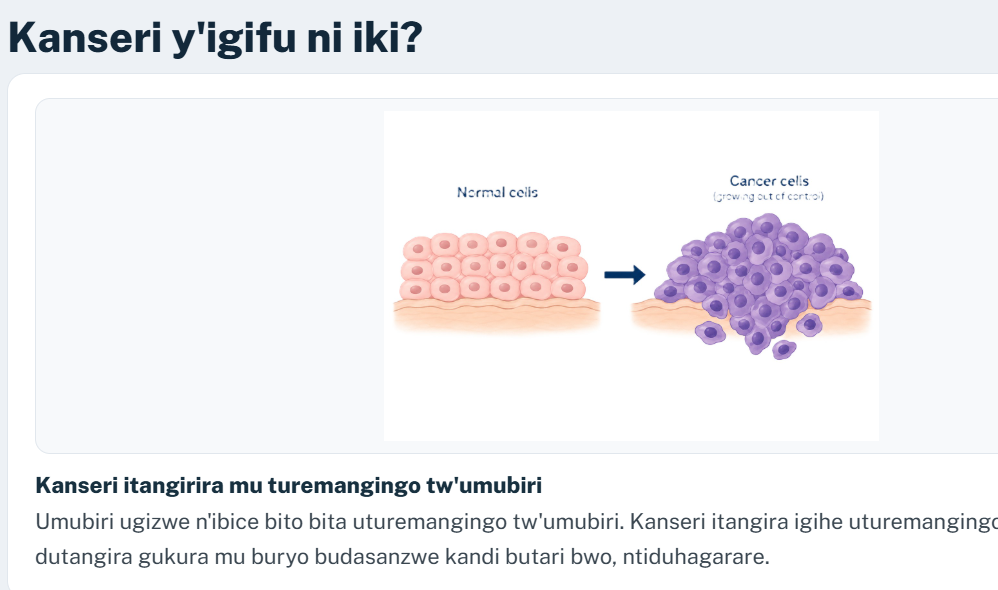 Kanseri y'igifu ni iki?
Normal cells
Cancer cells
(growing out of control)
Kanseri itangirira mu turemangingo tw'umubiri
Umubiri ugizwe n'ibice bito bita uturemangingo tw'umubiri. Kanseri itangira igihe uturemangingo
dutangira gukura mu buryo budasanzwe kandi butari bwo, ntiduhagarare.